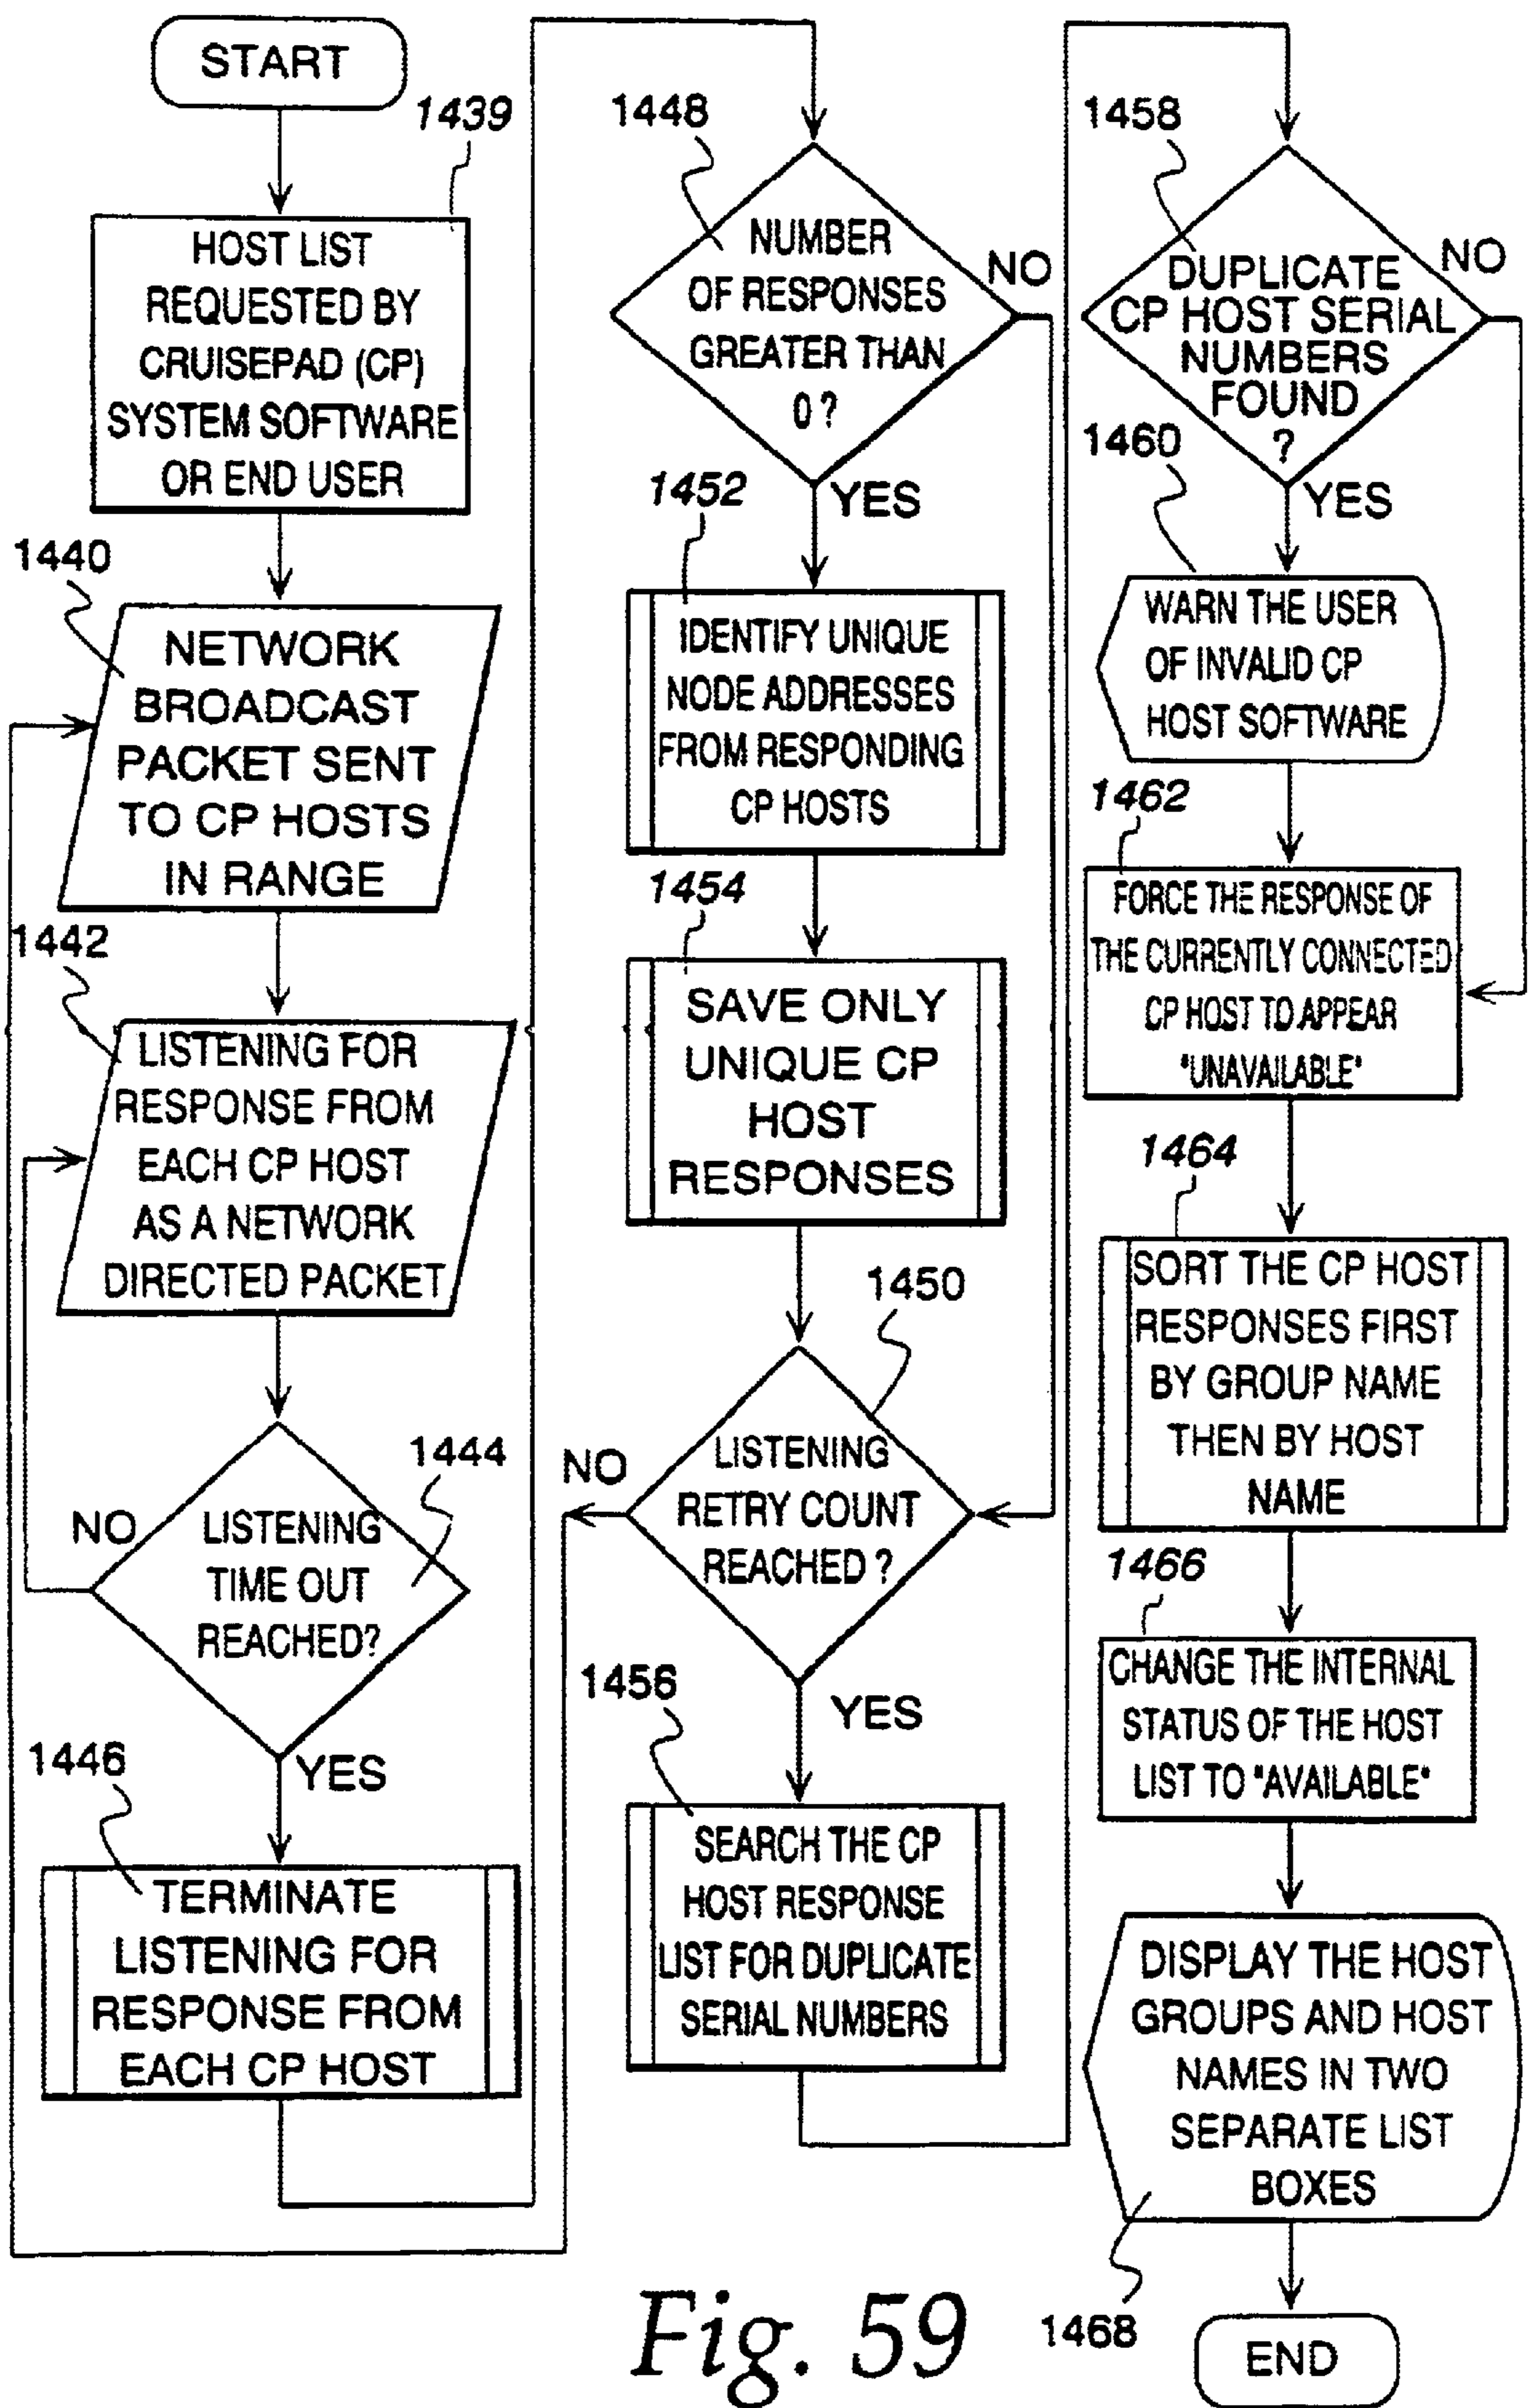 START
1439
HOST LIST
REQUESTED BY
CRUISEPAD (CP)
SYSTEM SOFTWARE
OR END USER
1440
NETWORK
BROADCAST
PACKET SENT
TO CP HOSTS
IN RANGE
1442
LISTENING FOR
RESPONSE FROM
EACH CP HOST
AS A NETWORK
DIRECTED PACKET
1444
NO
LISTENING
TIME OUT
REACHED?
YES
1446
TERMINATE
LISTENING FOR
RESPONSE FROM
EACH CP HOST
1448
NUMBER
OF RESPONSES
GREATER THAN
0 ?
NO
YES
1452
IDENTIFY UNIQUE
NODE ADDRESSES
FROM RESPONDING
CP HOSTS
1454
SAVE ONLY
UNIQUE CP
HOST
RESPONSES
1450
NO
LISTENING
RETRY COUNT
REACHED ?
YES
1456
SEARCH THE CP
HOST RESPONSE
LIST FOR DUPLICATE
SERIAL NUMBERS
1458
DUPLICATE
CP HOST SERIAL
NUMBERS
FOUND
?
NO
YES
1460
WARN THE USER
OF INVALID CP
HOST SOFTWARE
1462
FORCE THE RESPONSE OF
THE CURRENTLY CONNECTED
CP HOST TO APPEAR
"UNAVAILABLE"
1464
SORT THE CP HOST
RESPONSES FIRST
BY GROUP NAME
THEN BY HOST
NAME
1466
CHANGE THE INTERNAL
STATUS OF THE HOST
LIST TO "AVAILABLE"
DISPLAY THE HOST
GROUPS AND HOST
NAMES IN TWO
SEPARATE LIST
BOXES
1468
END
Fig. 59